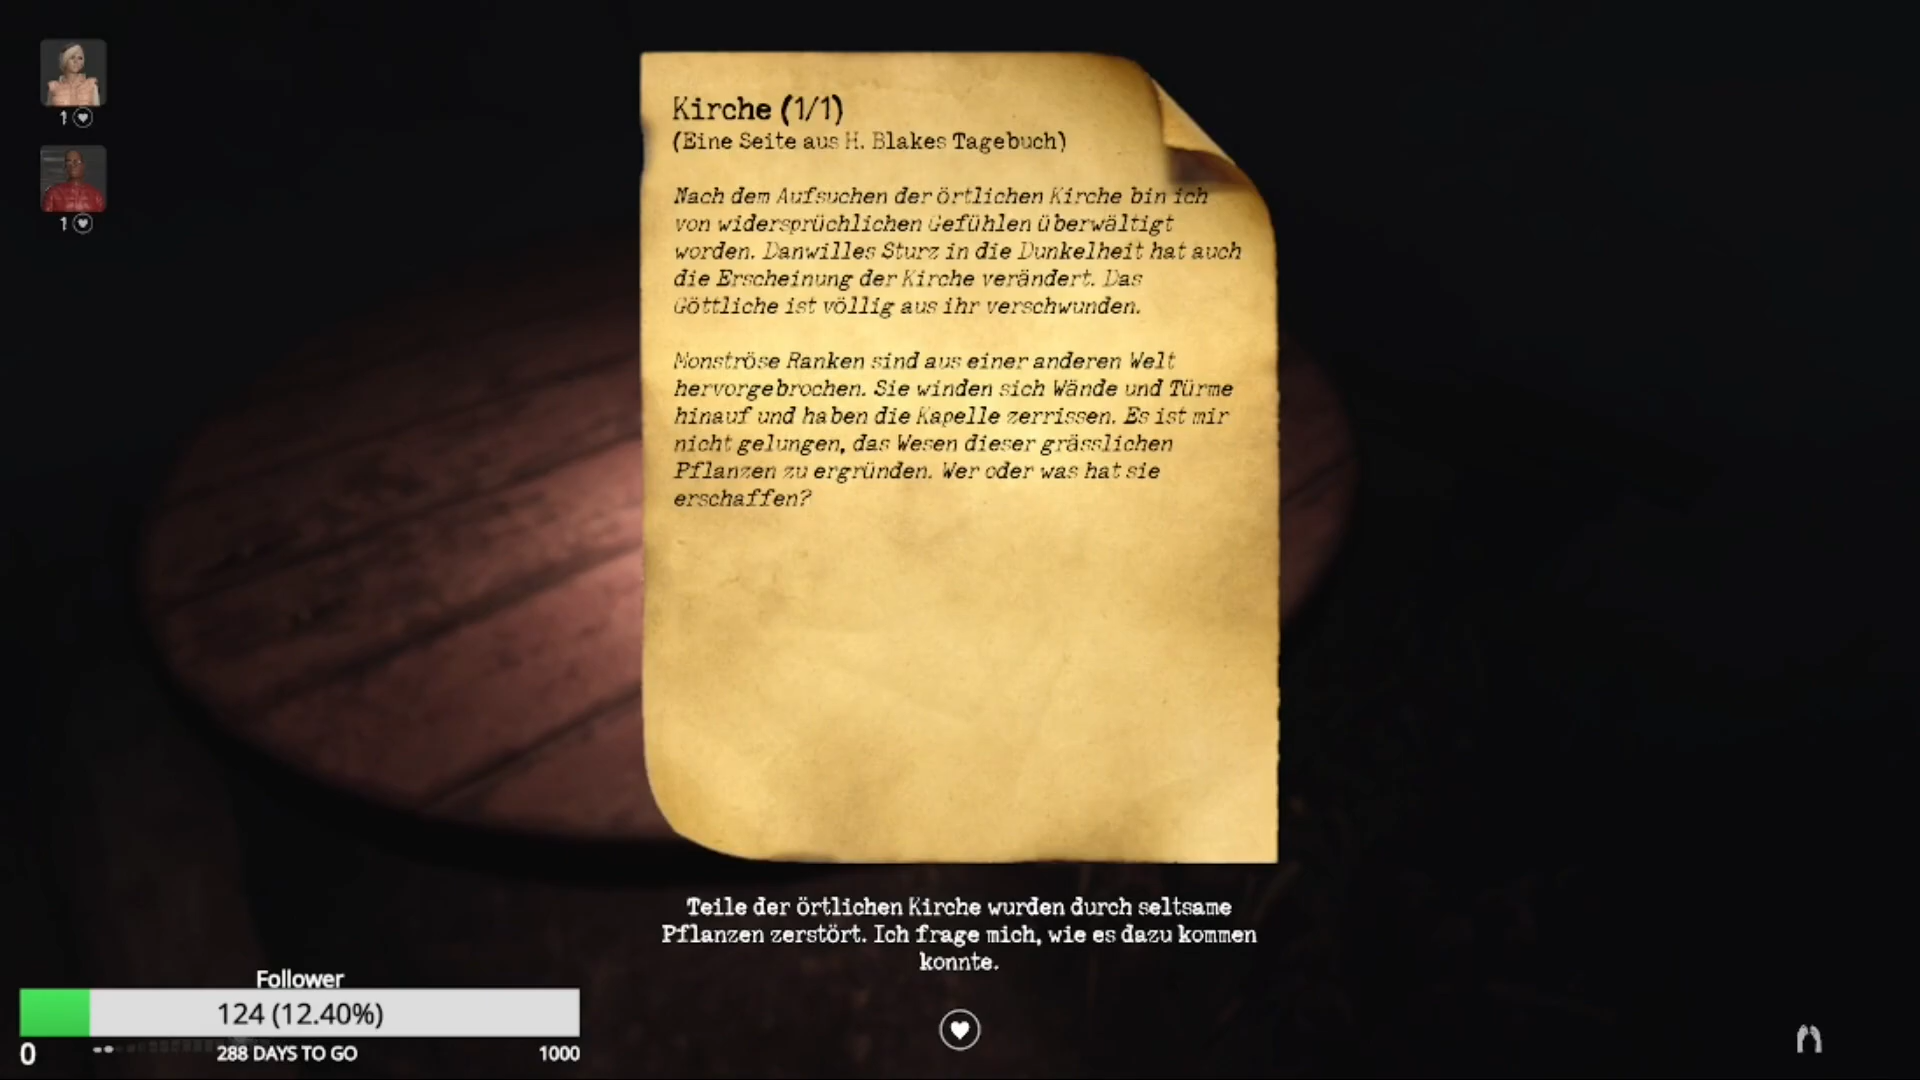 1
1
Kirche (1/1)
(Eine Seite aus H. Blakes Tagebuch)
Nach dem Aufsuchen der örtlichen Kirche bin ich
von widersprüchlichen Gefühlen überwältigt
worden. Danwilles Sturz in die Dunkelheit hat auch
die Erscheinung der Kirche verändert. Das
Göttliche ist völlig aus ihr verschwunden.
Monströse Ranken sind aus einer anderen Welt
hervorgebrochen. Sie winden sich Wände und Türme
hinauf und haben die Kapelle zerrissen. Es ist mir
nicht gelungen, das Wesen dieser grässlichen
Pflanzen zu ergründen. Wer oder was hat sie
erschaffen?
Teile der örtlichen Kirche wurden durch seltsame
Pflanzen zerstört. Ich frage mich, wie es dazu kommen
konnte.
Follower
124 (12.40%)
0 288 DAYS TO GO 1000